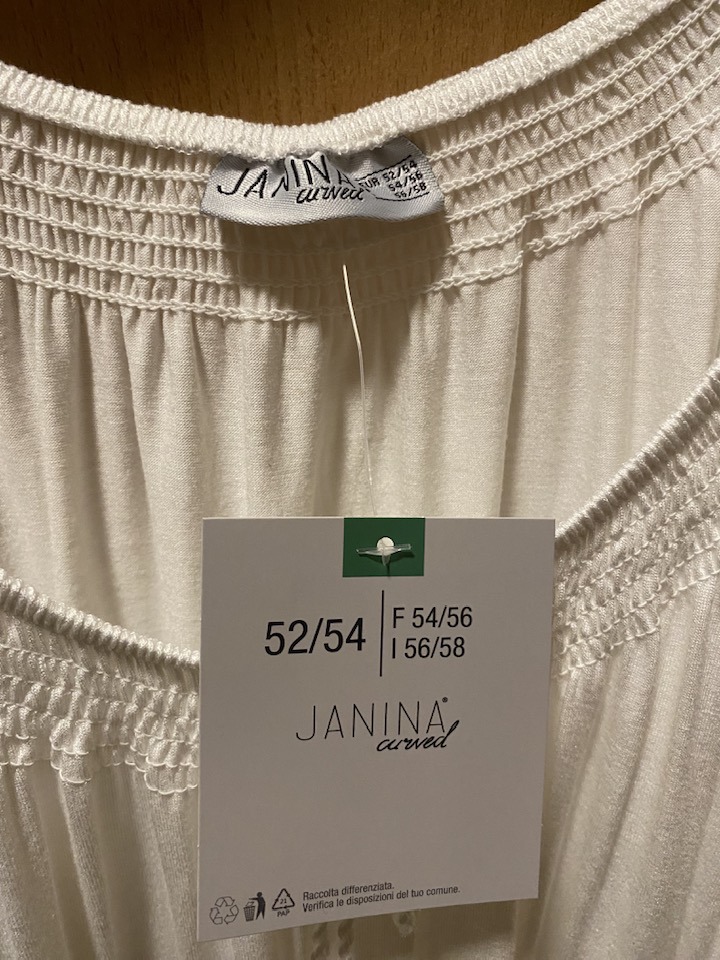 JANINA
curved
EUR 52/54
54/56
56/58
52/54
F 54/56
I 56/58
JANINA®
curved
21
PAP
Raccolta differenziata.
Verifica le disposizioni del tuo comune.